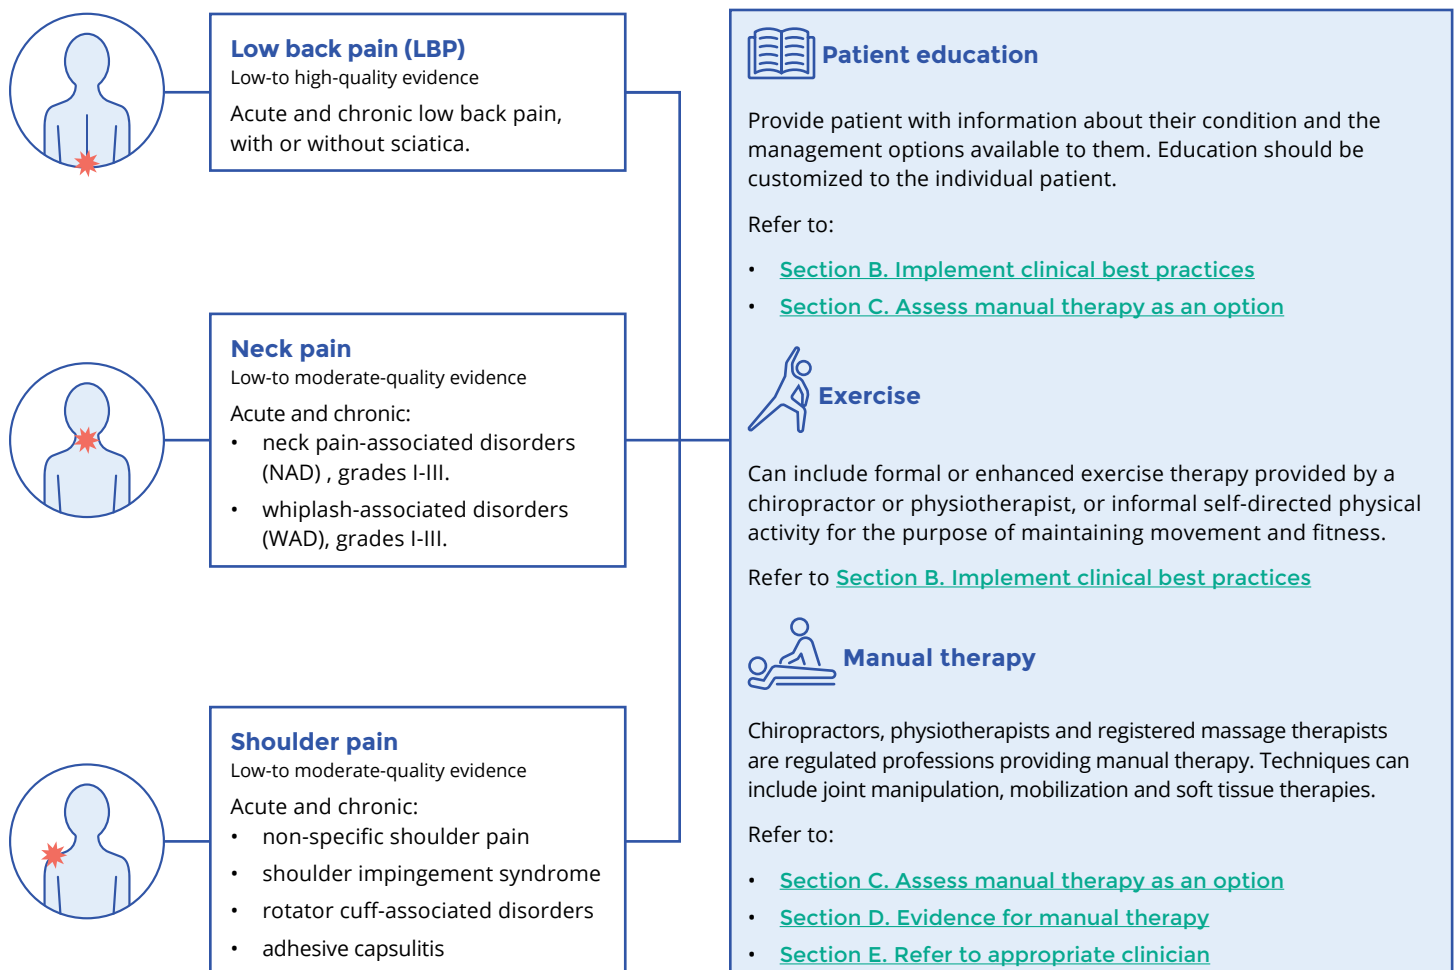 Low back pain (LBP)
Low-to high-quality evidence
Acute and chronic low back pain,
with or without sciatica.
Neck pain
Low-to moderate-quality evidence
Acute and chronic:
• neck pain-associated disorders
(NAD) , grades I-III.
• whiplash-associated disorders
(WAD), grades I-III.
Shoulder pain
Low-to moderate-quality evidence
Acute and chronic:
• non-specific shoulder pain
• shoulder impingement syndrome
• rotator cuff-associated disorders
• adhesive capsulitis
Patient education
Provide patient with information about their condition and the
management options available to them. Education should be
customized to the individual patient.
Refer to:
• Section B. Implement clinical best practices
• Section C. Assess manual therapy as an option
Exercise
Can include formal or enhanced exercise therapy provided by a
chiropractor or physiotherapist, or informal self-directed physical
activity for the purpose of maintaining movement and fitness.
Refer to Section B. Implement clinical best practices
Manual therapy
Chiropractors, physiotherapists and registered massage therapists
are regulated professions providing manual therapy. Techniques can
include joint manipulation, mobilization and soft tissue therapies.
Refer to:
• Section C. Assess manual therapy as an option
• Section D. Evidence for manual therapy
• Section E. Refer to appropriate clinician